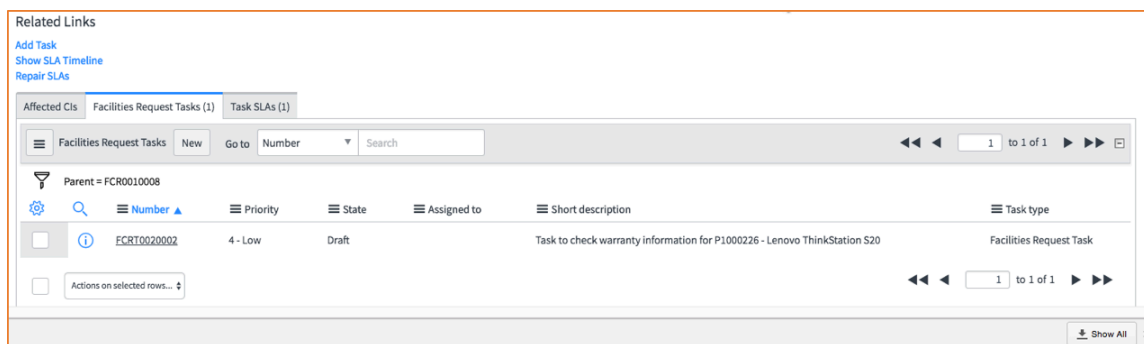 Related Links
Add Task
Show SLA Timeline
Repair SLAs
Affected CIs Facilities Request Tasks (1) Task SLAs (1)
Facilities Request Tasks New Go to Number Search 1 to 1 of 1
Parent = FCR0010008
Number Priority State Assigned to Short description Task type
FCRT0020002 4 - Low Draft Task to check warranty information for P1000226 - Lenovo ThinkStation S20 Facilities Request Task
Actions on selected rows... 1 to 1 of 1
Show All